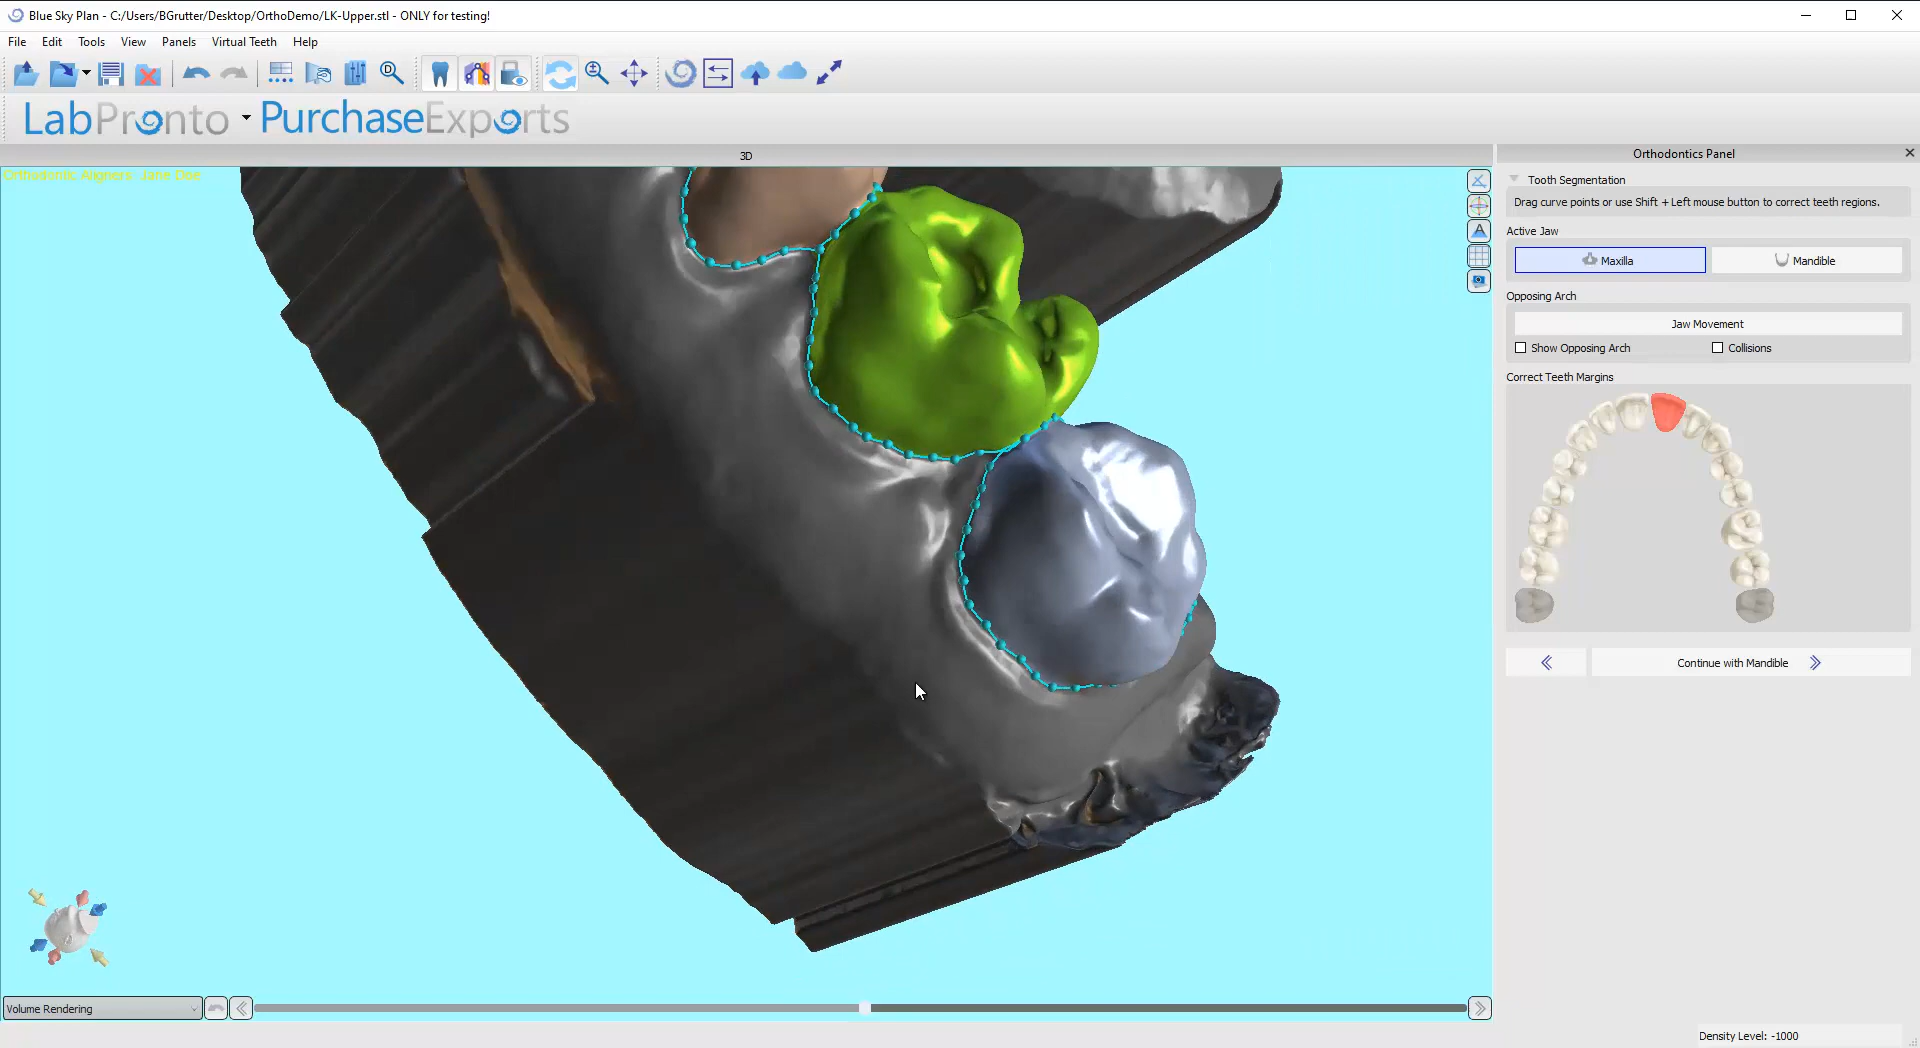 Blue Sky Plan - C:/Users/BGrutter/Desktop/OrthoDemo/LK-Upper.stl - ONLY for testing!
File Edit Tools View Panels Virtual Teeth Help
LabPronto PurchaseExports
3D
Orthodontic Aligners: Jane Doe
Orthodontics Panel
Tooth Segmentation
Drag curve points or use Shift + Left mouse button to correct teeth regions.
Active Jaw
Maxilla Mandible
Opposing Arch
Jaw Movement
Show Opposing Arch Collisions
Correct Teeth Margins
Continue with Mandible
Volume Rendering
Density Level: -1000